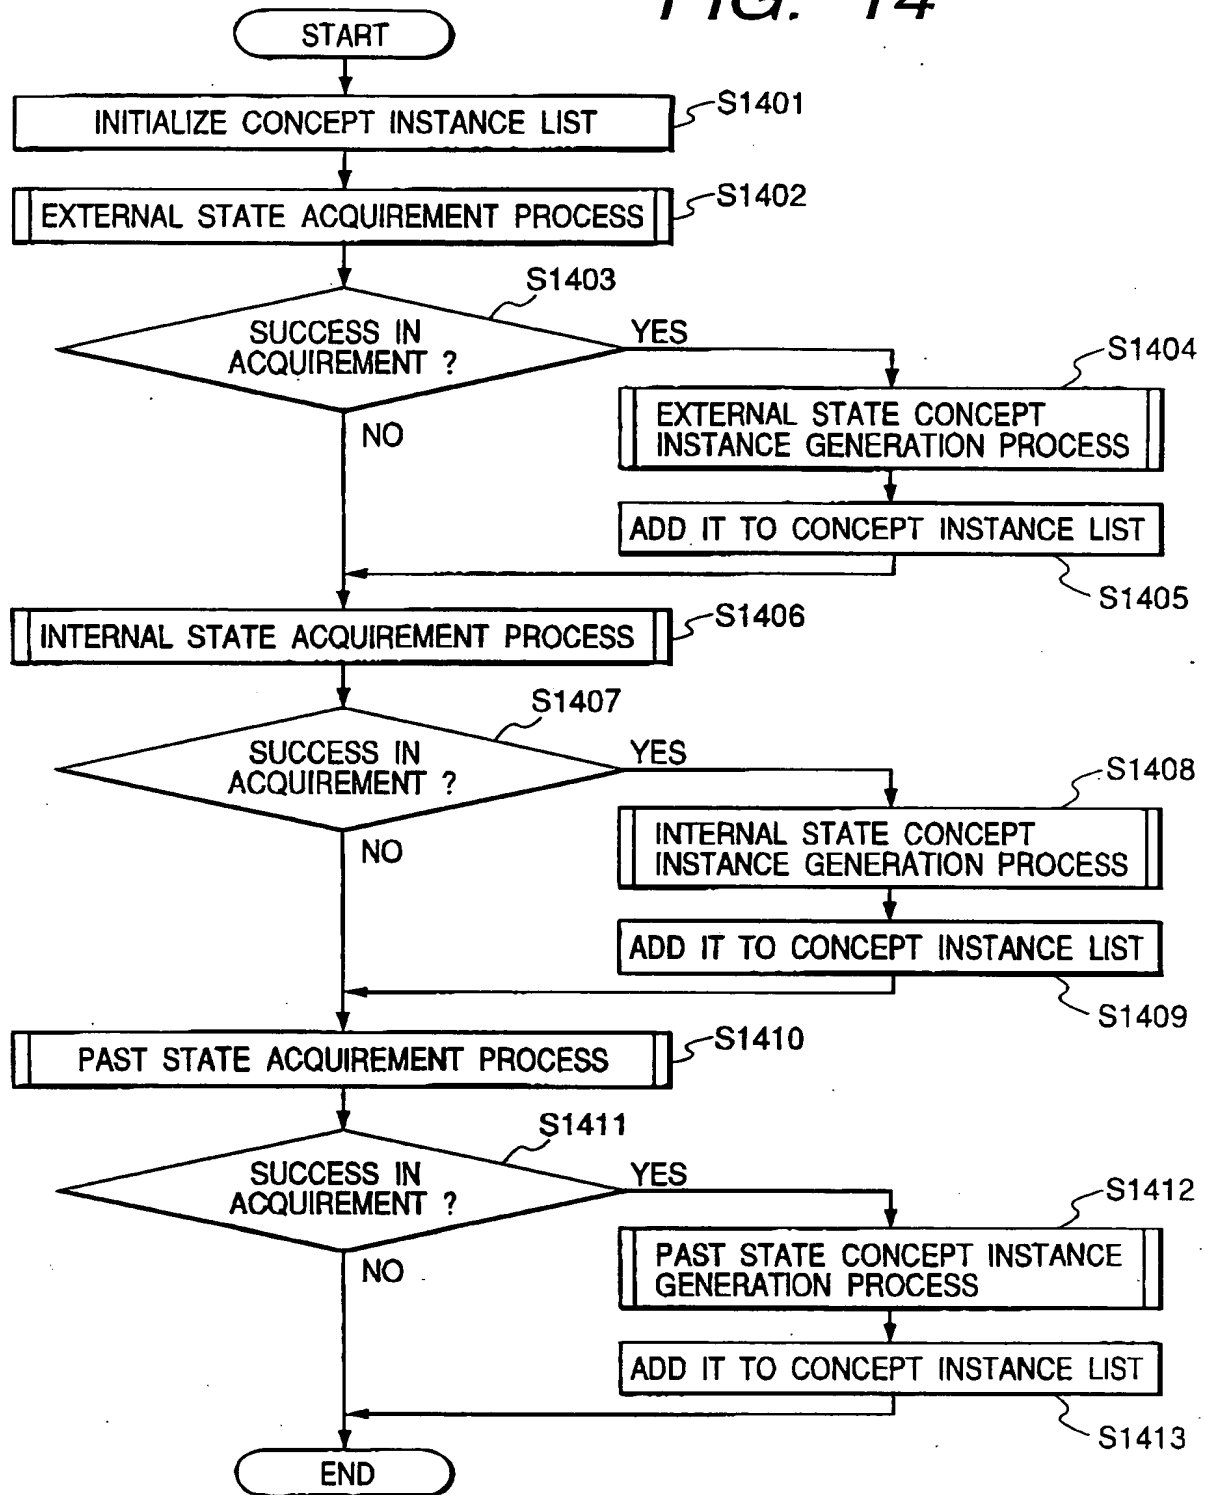 FIG. 14
START
INITIALIZE CONCEPT INSTANCE LIST
S1401
EXTERNAL STATE ACQUIREMENT PROCESS
S1402
S1403
SUCCESS IN
ACQUIREMENT ?
YES
NO
S1404
EXTERNAL STATE CONCEPT
INSTANCE GENERATION PROCESS
ADD IT TO CONCEPT INSTANCE LIST
S1405
INTERNAL STATE ACQUIREMENT PROCESS
S1406
S1407
SUCCESS IN
ACQUIREMENT ?
YES
NO
S1408
INTERNAL STATE CONCEPT
INSTANCE GENERATION PROCESS
ADD IT TO CONCEPT INSTANCE LIST
S1409
PAST STATE ACQUIREMENT PROCESS
S1410
S1411
SUCCESS IN
ACQUIREMENT ?
YES
NO
S1412
PAST STATE CONCEPT INSTANCE
GENERATION PROCESS
ADD IT TO CONCEPT INSTANCE LIST
S1413
END